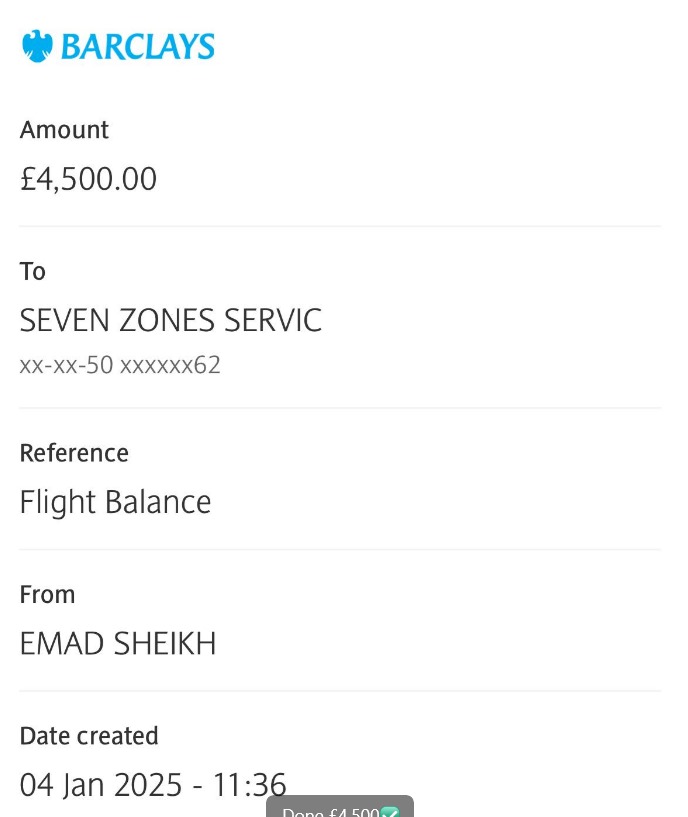 BARCLAYS
Amount
£4,500.00
To
SEVEN ZONES SERVIC
xx-xx-50 xxxxxx62
Reference
Flight Balance
From
EMAD SHEIKH
Date created
04 Jan 2025 - 11:36
Done £4,500✅